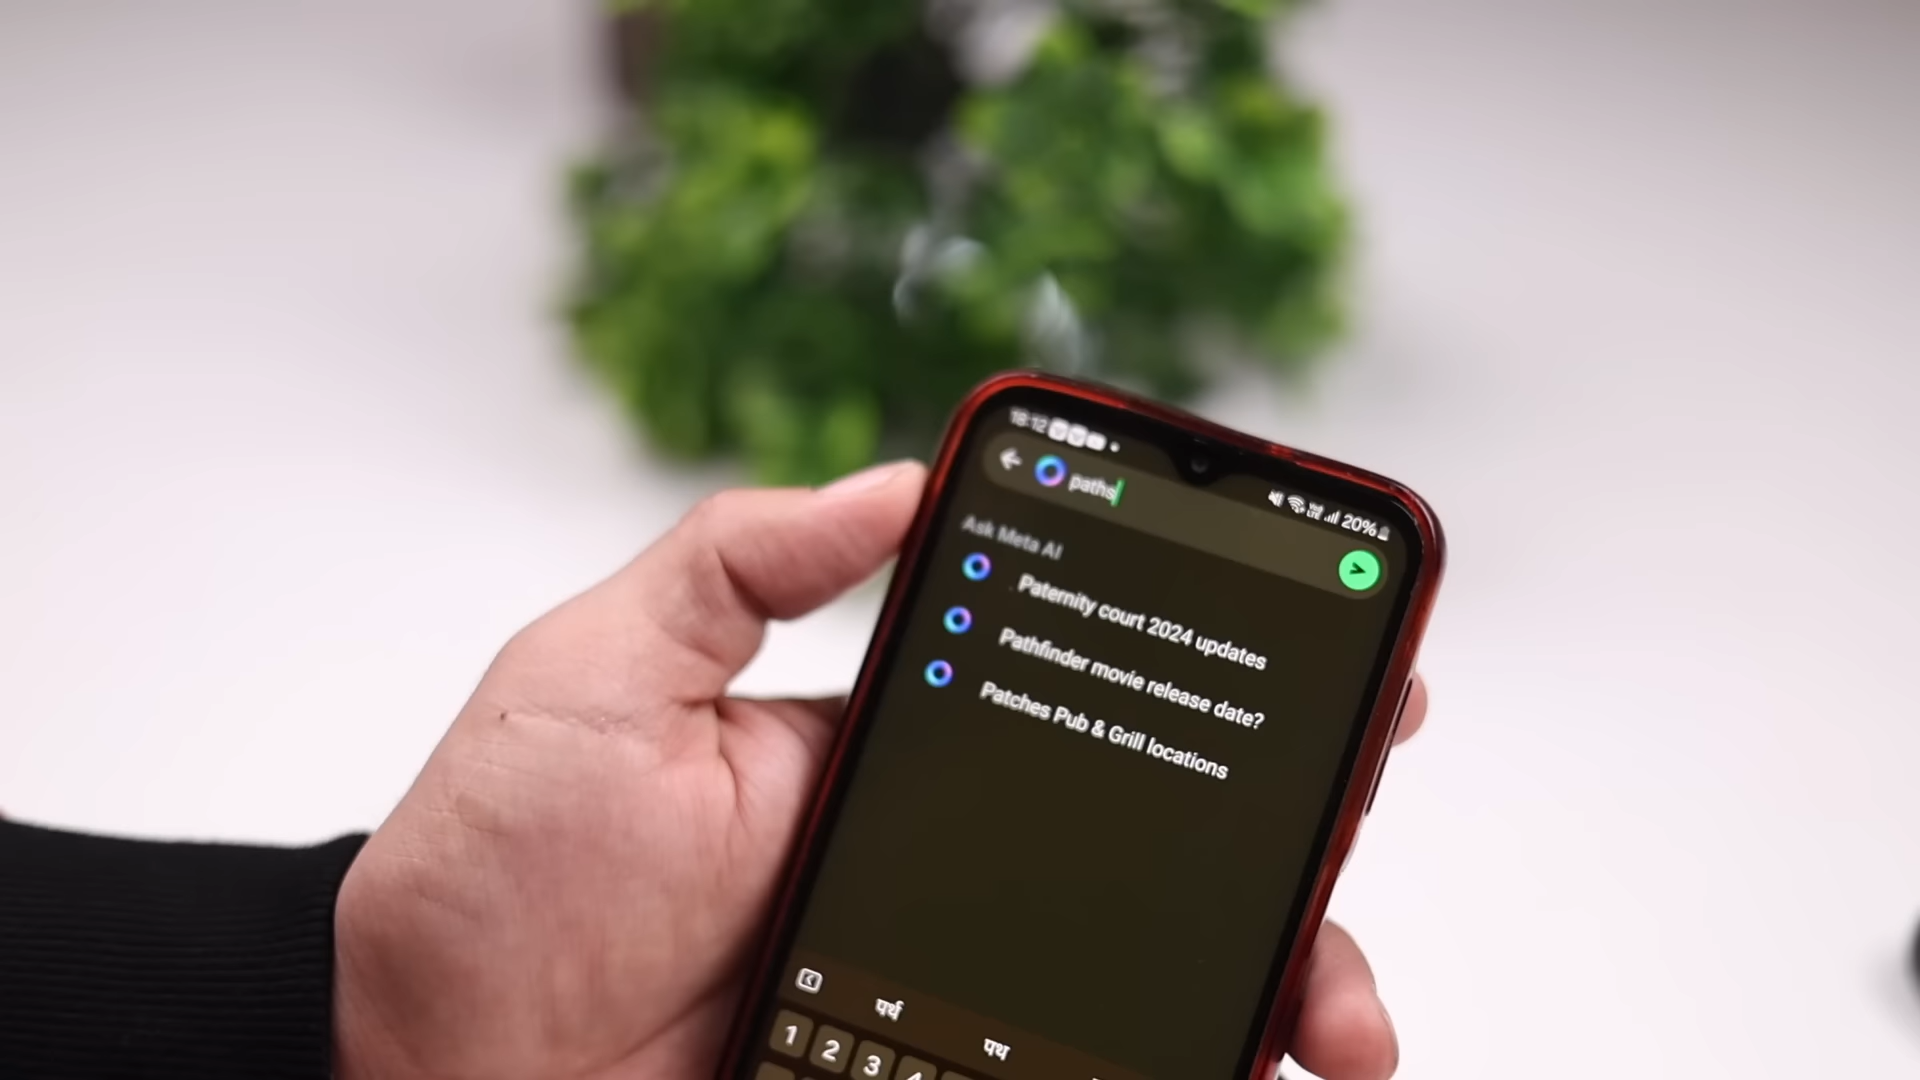 18:12
20%
paths
Ask Meta AI
Paternity court 2024 updates
Pathfinder movie release date?
Patches Pub & Grill locations
पर्थ पथ
1 2 3 4